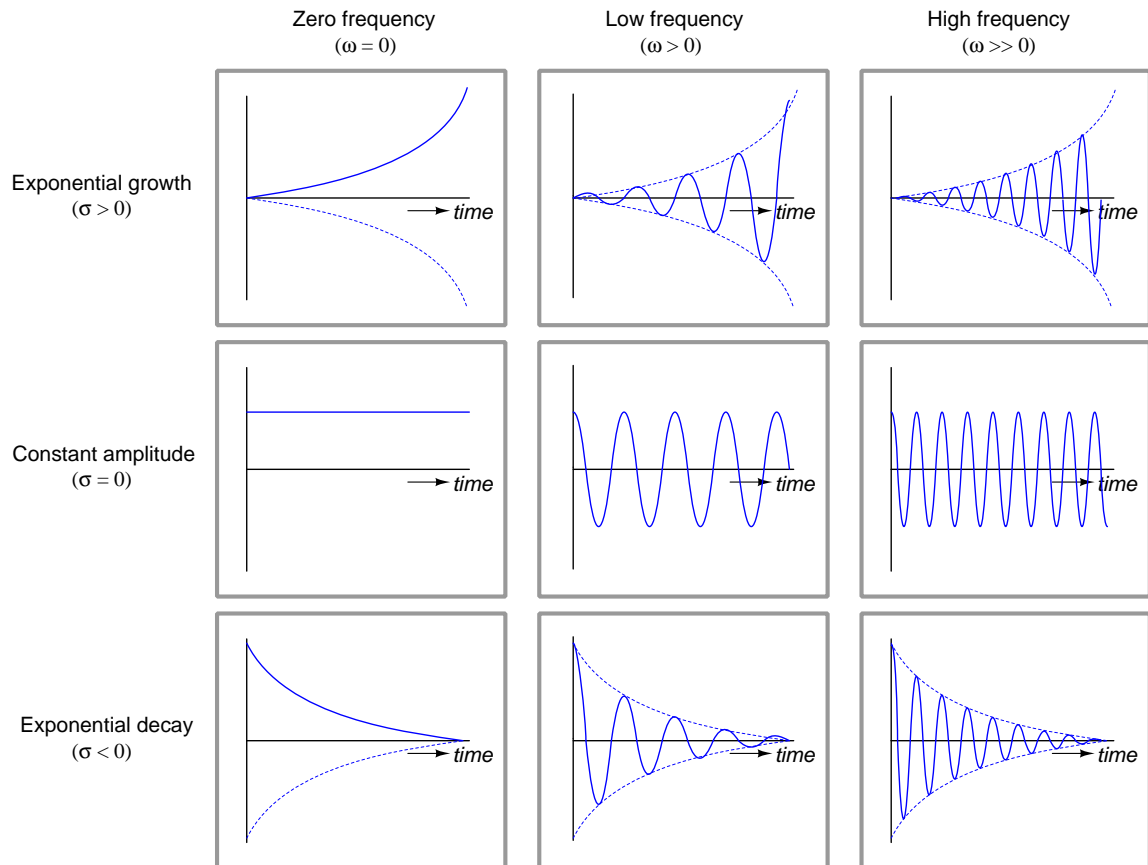 Zero frequency
(ω = 0)
Low frequency
(ω > 0)
High frequency
(ω >> 0)
Exponential growth
(σ > 0)
time
time
time
Constant amplitude
(σ = 0)
time
time
time
Exponential decay
(σ < 0)
time
time
time